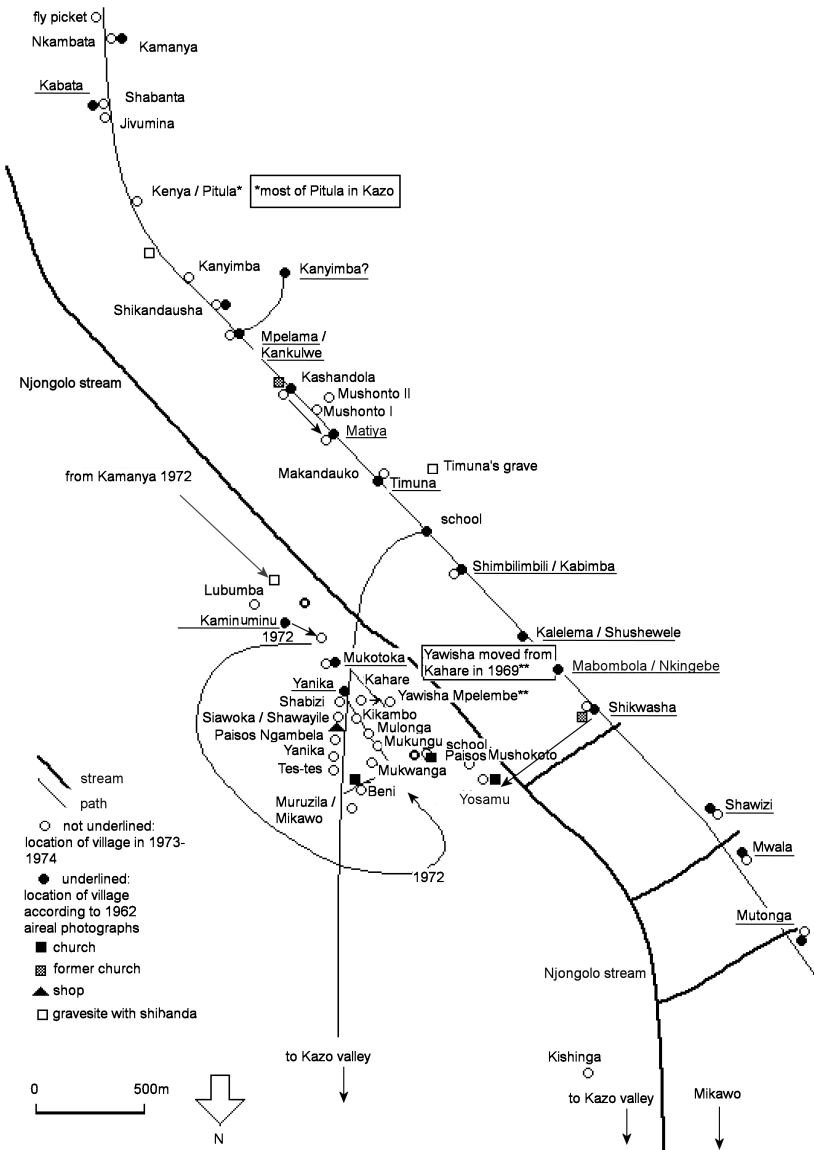 fly picket
Nkambata
Kamanya
Kabata
Shabanta
Jivumina
Kenya / Pitula*
*most of Pitula in Kazo
Kanyimba
Kanyimba?
Shikandausha
Mpelama /
Kankulwe
Njongolo stream
Kashandola
Mushonto II
Mushonto I
Matiya
Makandauko
Timuna's grave
Timuna
from Kamanya 1972
school
Shimbilimbili / Kabimba
Lubumba
Kaminuminu
1972
Kalelema / Shushewele
Mukotoka
Yawisha moved from
Kahare in 1969**
Mabombola / Nkingebe
Yanika
Kahare
Yawisha Mpelembe**
Shabizi
Shikwasha
Siawoka / Shawayile
Kikambo
Paisos Ngambela
Mulonga
Yanika
Mukungu
school
Paisos Mushokoto
Tes-tes
Mukwanga
Beni
Yosamu
Muruzila /
Mikawo
Shawizi
Mwala
1972
Mutonga
stream
path
not underlined:
location of village in 1973-
1974
underlined:
location of village
according to 1962
aireal photographs
church
former church
shop
gravesite with shihanda
Njongolo stream
to Kazo valley
Kishinga
to Kazo valley
Mikawo
0
500m
N